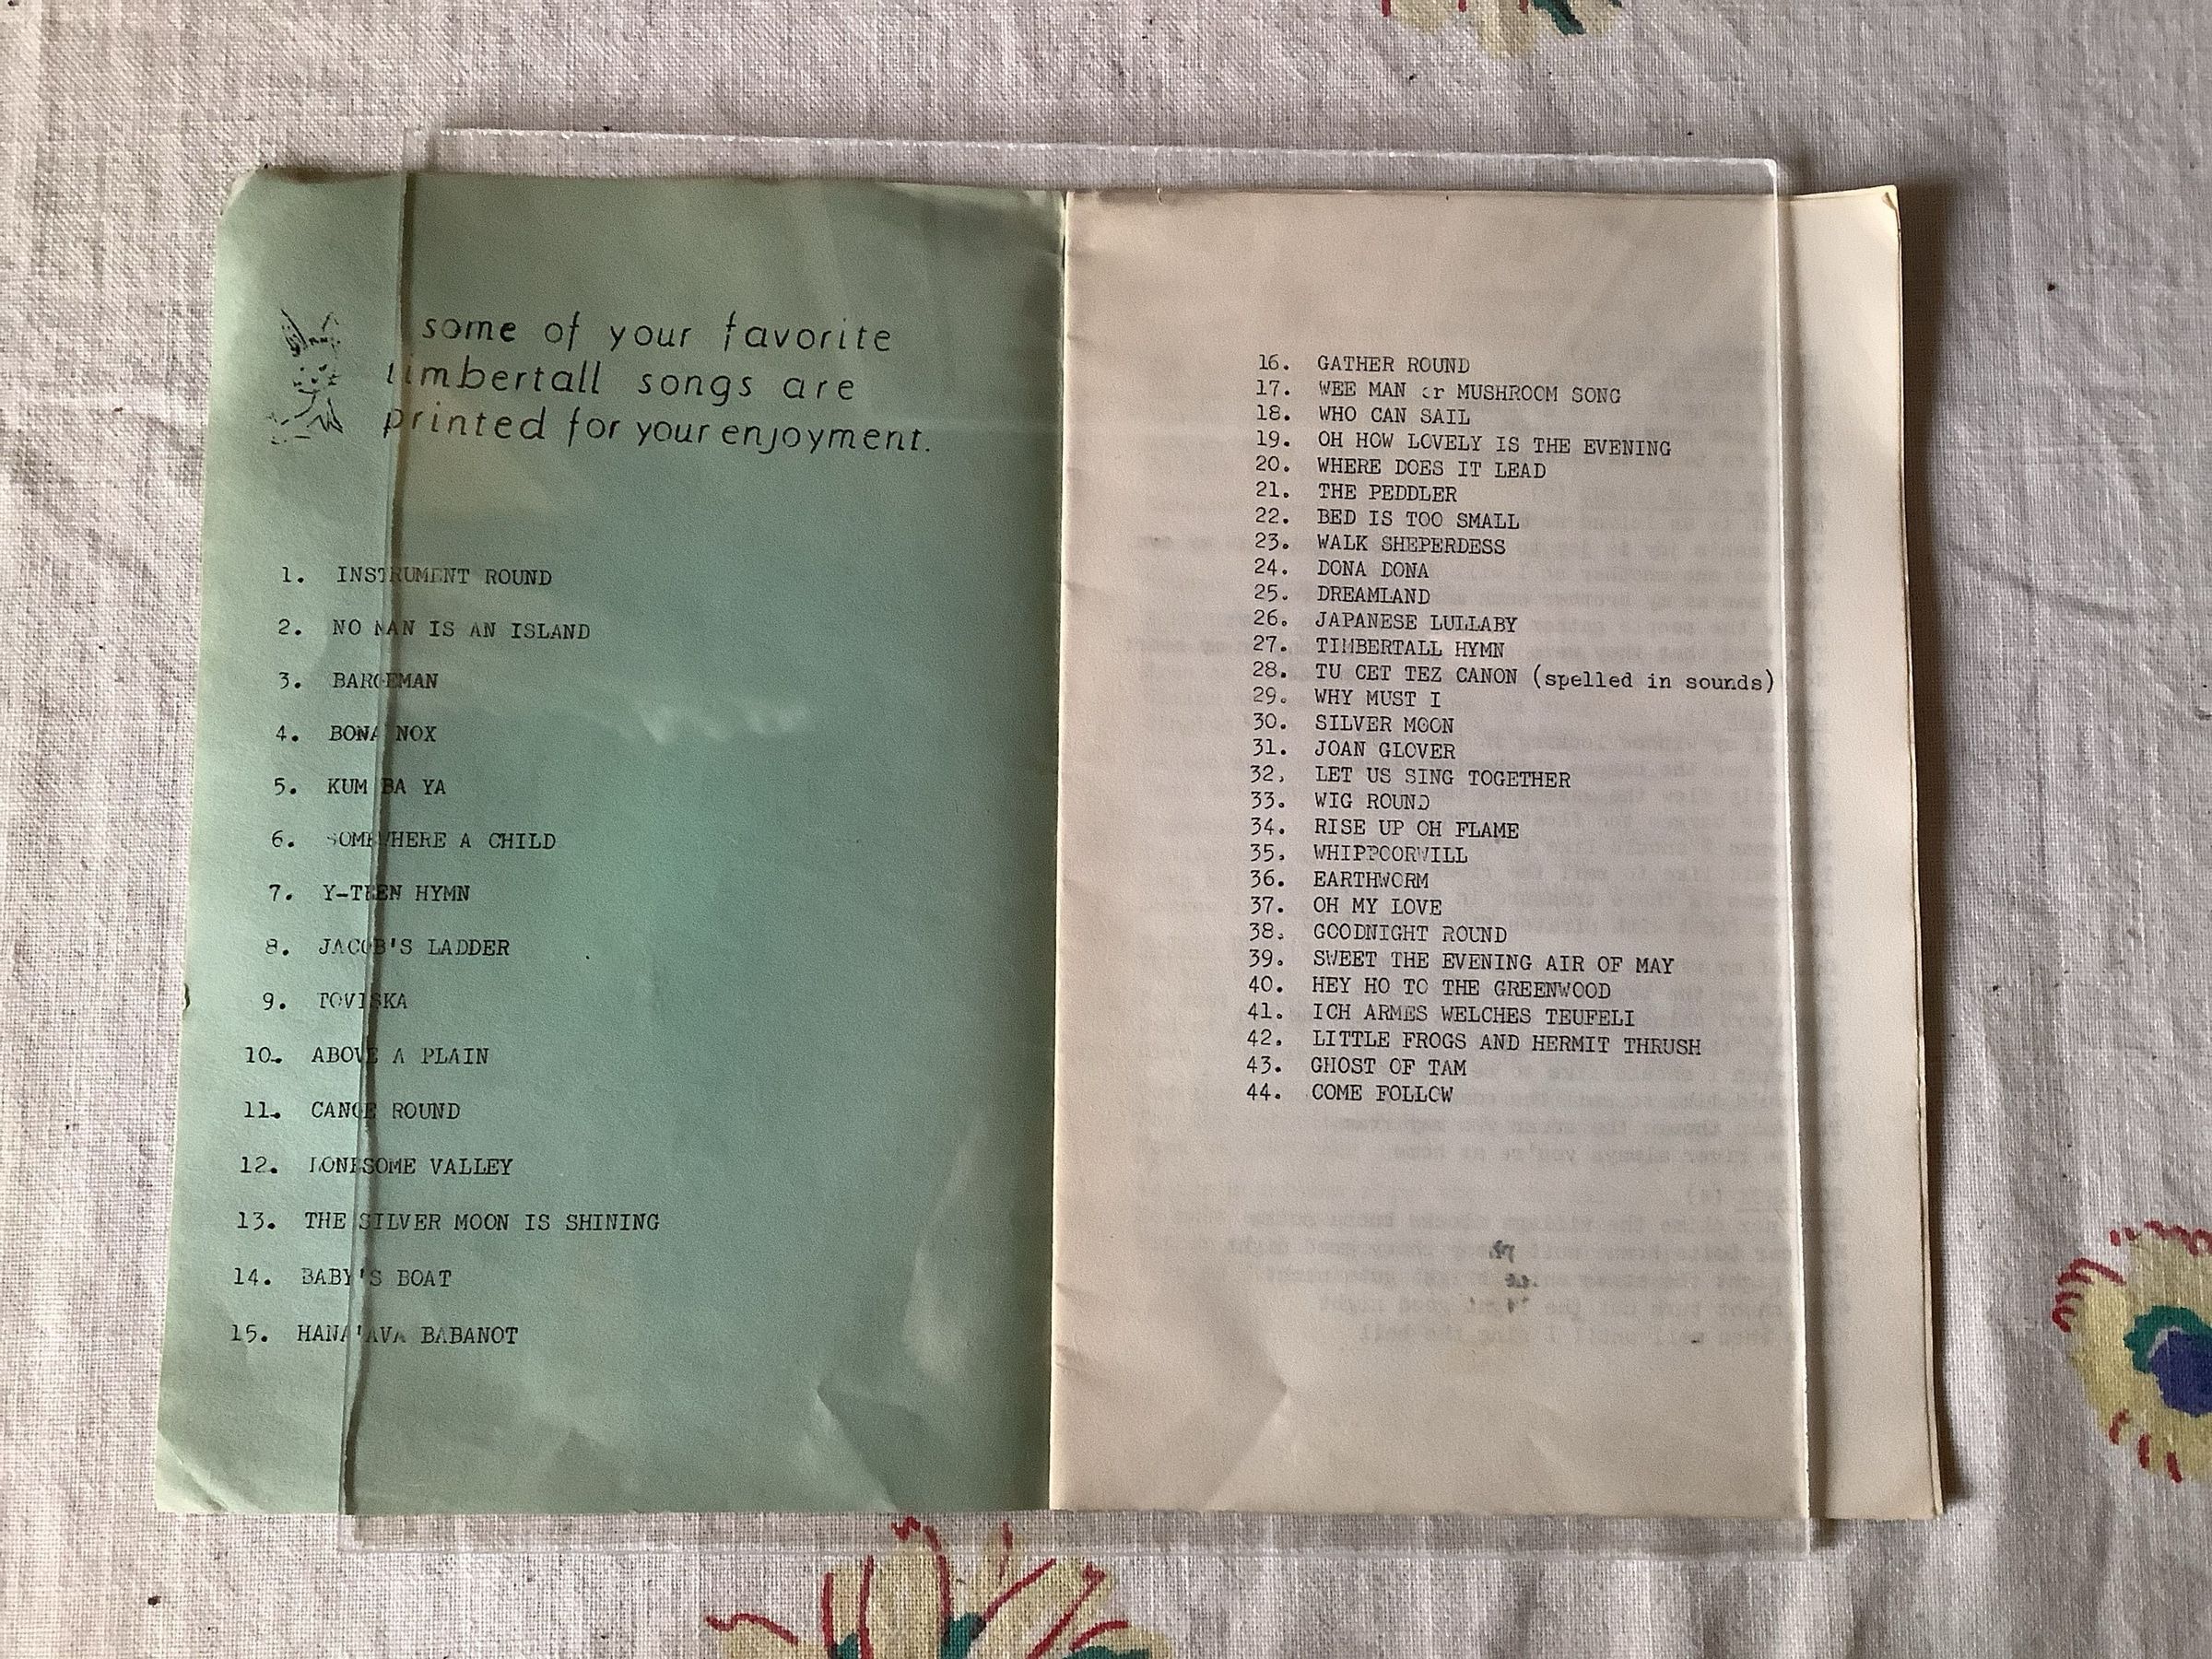 some of your favorite
timbertall songs are
printed for your enjoyment.
1. INSTRUMENT ROUND
2. NO MAN IS AN ISLAND
3. BARGEMAN
4. BONA NOX
5. KUM BA YA
6. SOMEWHERE A CHILD
7. Y-TEEN HYMN
8. JACOB'S LADDER
9. TOVISKA
10. ABOVE A PLAIN
11. CANOE ROUND
12. LONESOME VALLEY
13. THE SILVER MOON IS SHINING
14. BABY'S BOAT
15. HANA'AVA BABANOT
16. GATHER ROUND
17. WEE MAN or MUSHROOM SONG
18. WHO CAN SAIL
19. OH HOW LOVELY IS THE EVENING
20. WHERE DOES IT LEAD
21. THE PEDDLER
22. BED IS TOO SMALL
23. WALK SHEPERDESS
24. DONA DONA
25. DREAMLAND
26. JAPANESE LULLABY
27. TIMBERTALL HYMN
28. TU CET TEZ CANON (spelled in sounds)
29. WHY MUST I
30. SILVER MOON
31. JOAN GLOVER
32. LET US SING TOGETHER
33. WIG ROUND
34. RISE UP OH FLAME
35. WHIPPOORWILL
36. EARTHWORM
37. OH MY LOVE
38. GOODNIGHT ROUND
39. SWEET THE EVENING AIR OF MAY
40. HEY HO TO THE GREENWOOD
41. ICH ARMES WELCHES TEUFELI
42. LITTLE FROGS AND HERMIT THRUSH
43. GHOST OF TAM
44. COME FOLLOW